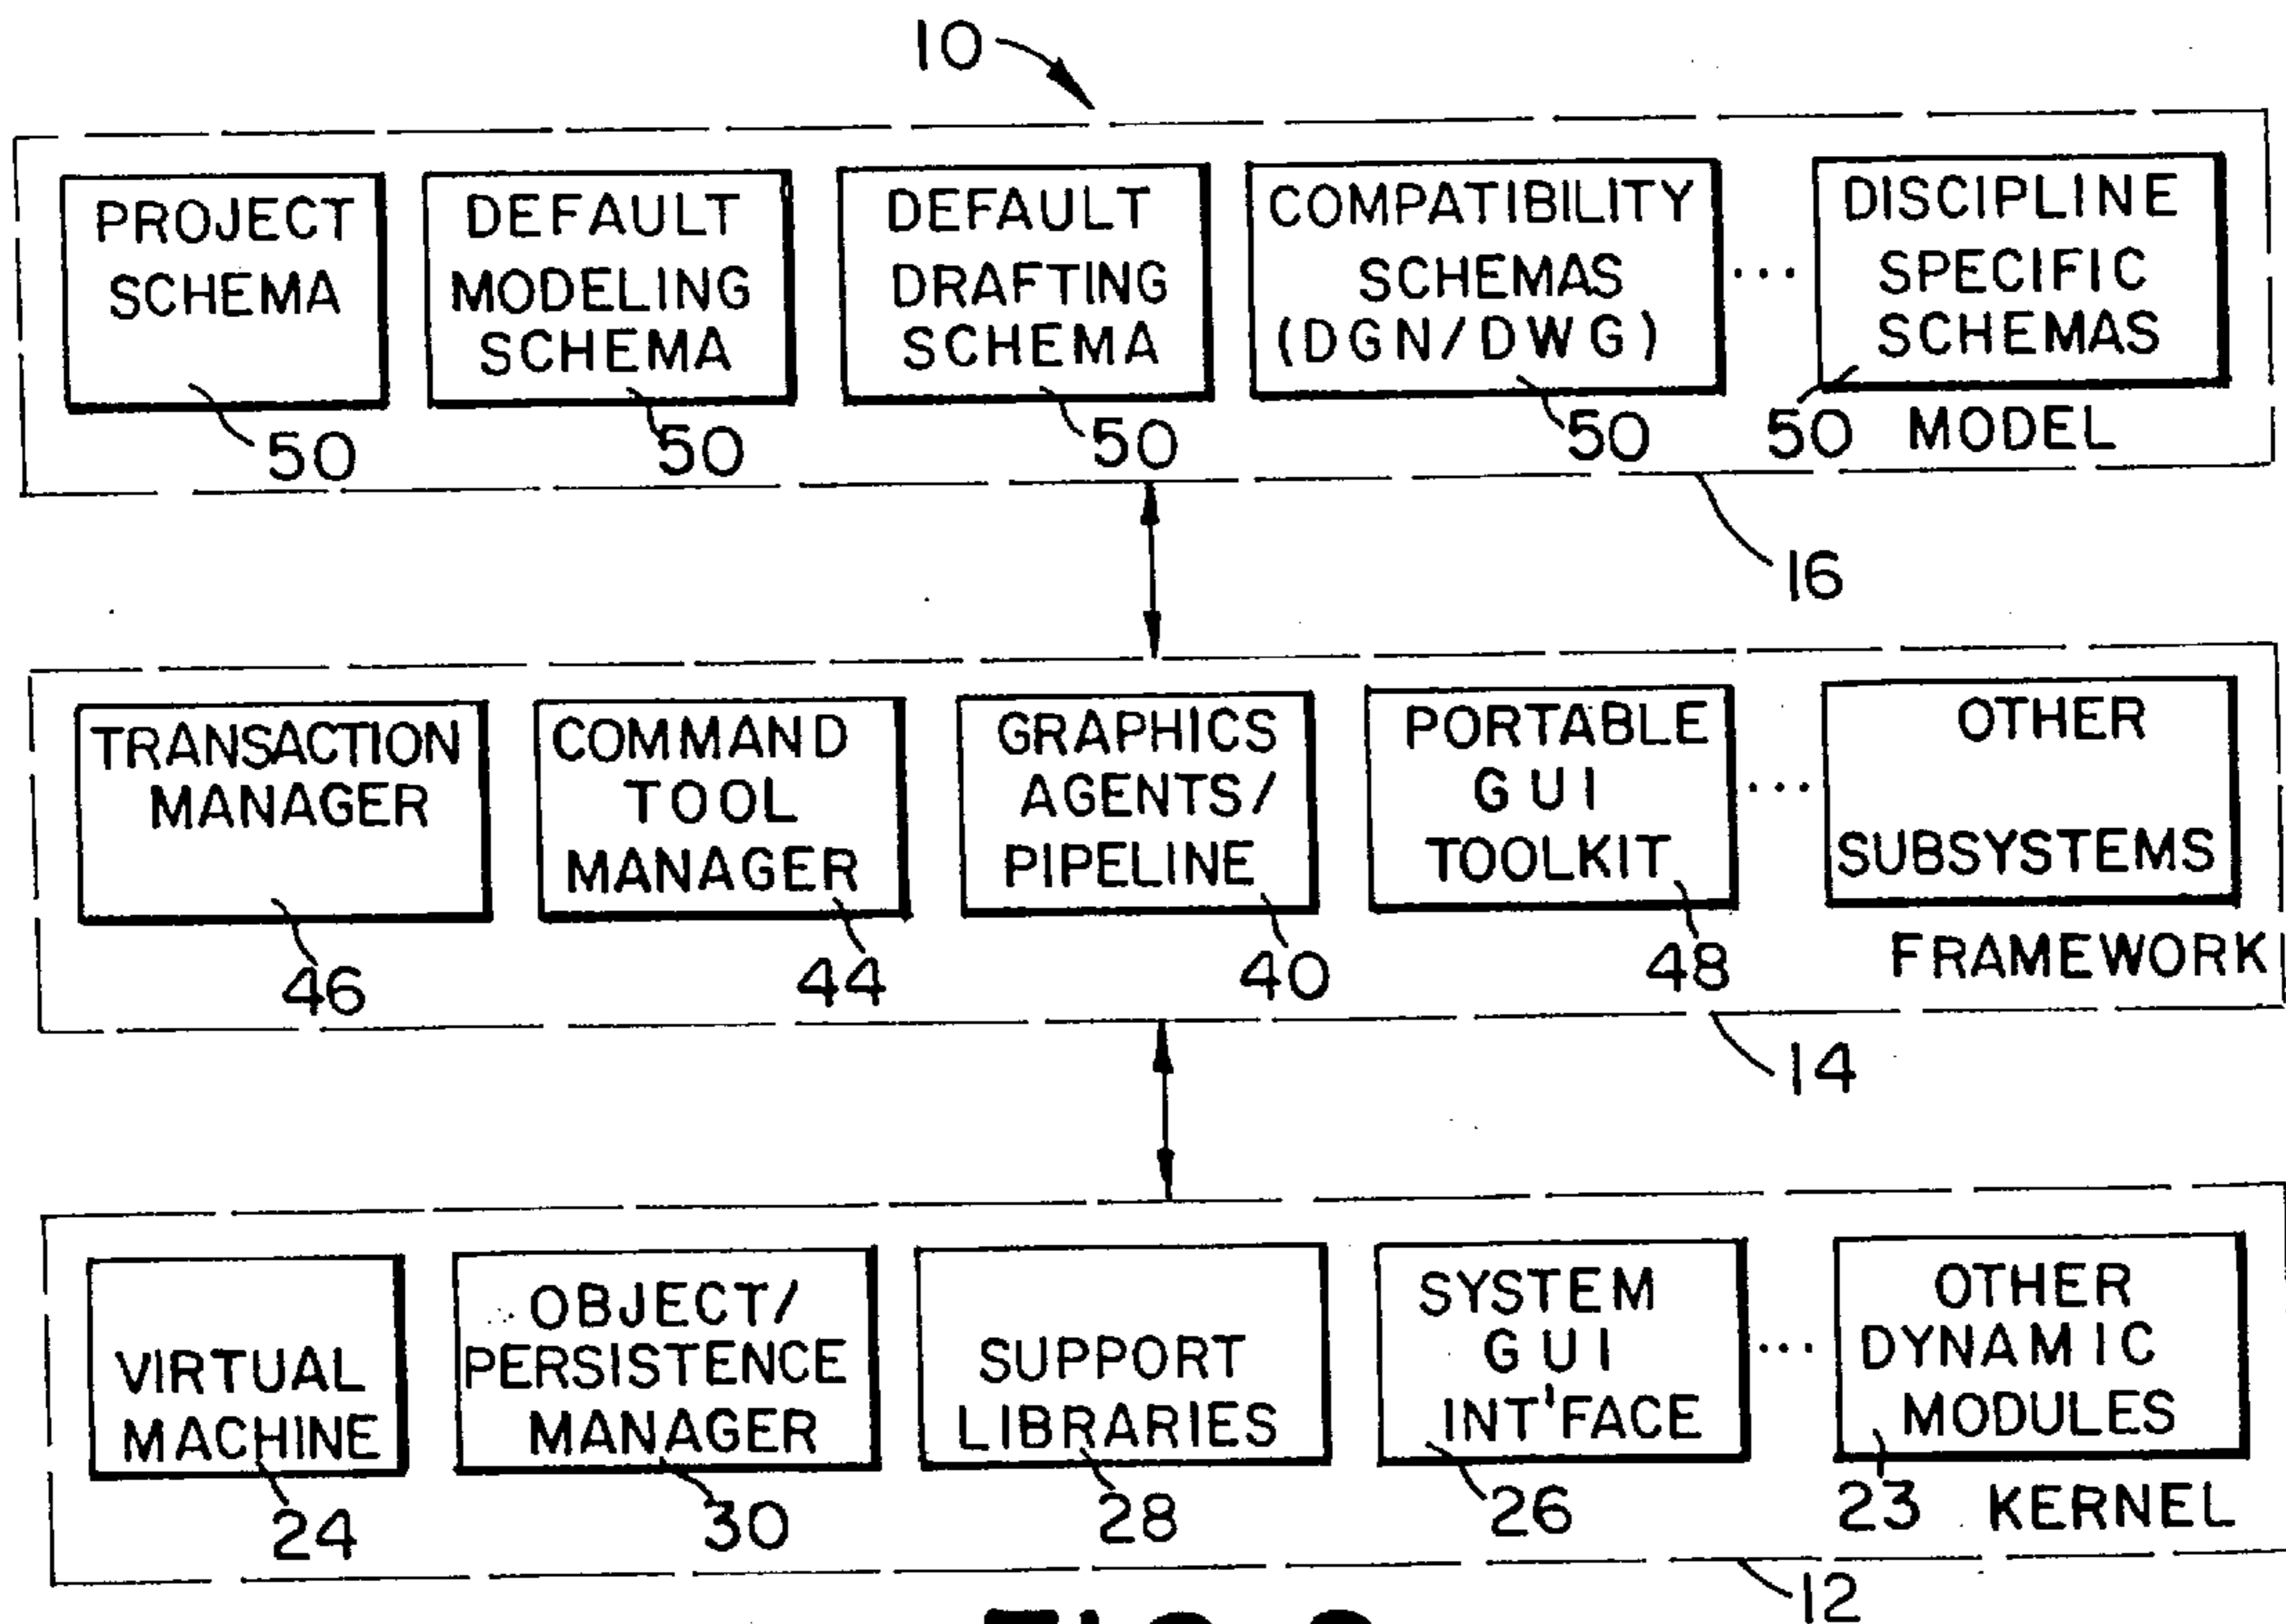 10
PROJECT
SCHEMA
50
DEFAULT
MODELING
SCHEMA
50
DEFAULT
DRAFTING
SCHEMA
50
COMPATIBILITY
SCHEMAS
(DGN/DWG)
50
...
DISCIPLINE
SPECIFIC
SCHEMAS
50
MODEL
16
TRANSACTION
MANAGER
46
COMMAND
TOOL
MANAGER
44
GRAPHICS
AGENTS/
PIPELINE
40
PORTABLE
GUI
TOOLKIT
48
...
OTHER
SUBSYSTEMS
FRAMEWORK
14
VIRTUAL
MACHINE
24
OBJECT/
PERSISTENCE
MANAGER
30
SUPPORT
LIBRARIES
28
SYSTEM
GUI
INT'FACE
26
...
OTHER
DYNAMIC
MODULES
23
KERNEL
12